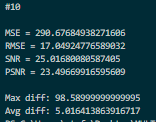 #10
MSE = 290.67684938271606
RMSE = 17.04924776589032
SNR = 25.01680080587405
PSNR = 23.49669916595609
Max diff: 98.58999999999995
Avg diff: 5.016413863916717